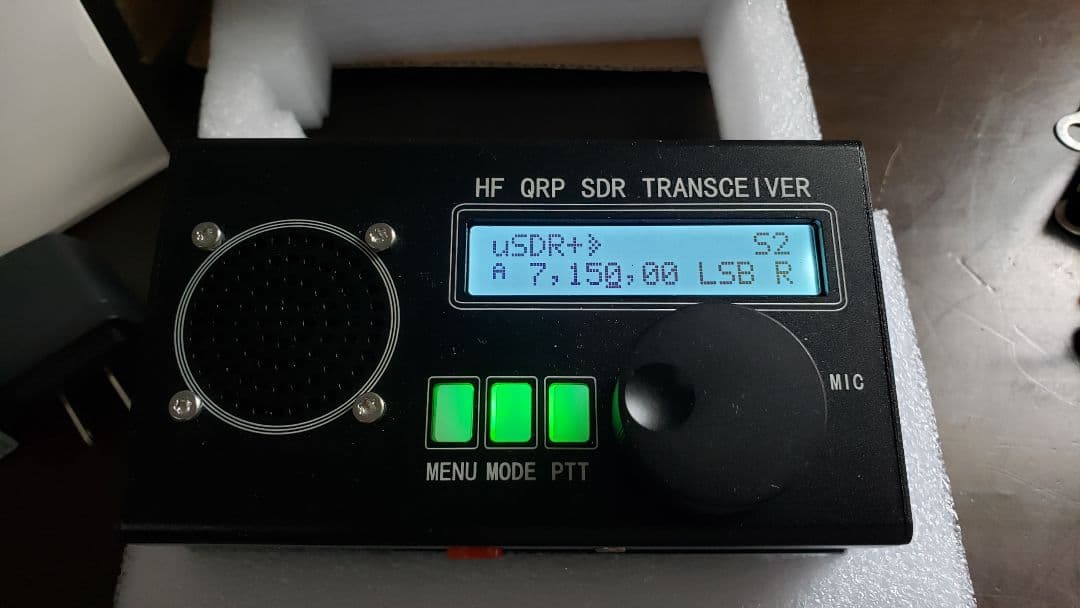 HF QRP SDR TRANSCEIVER
uSDR+ S2
A 7,150,00 LSB R
MIC
MENU MODE PTT